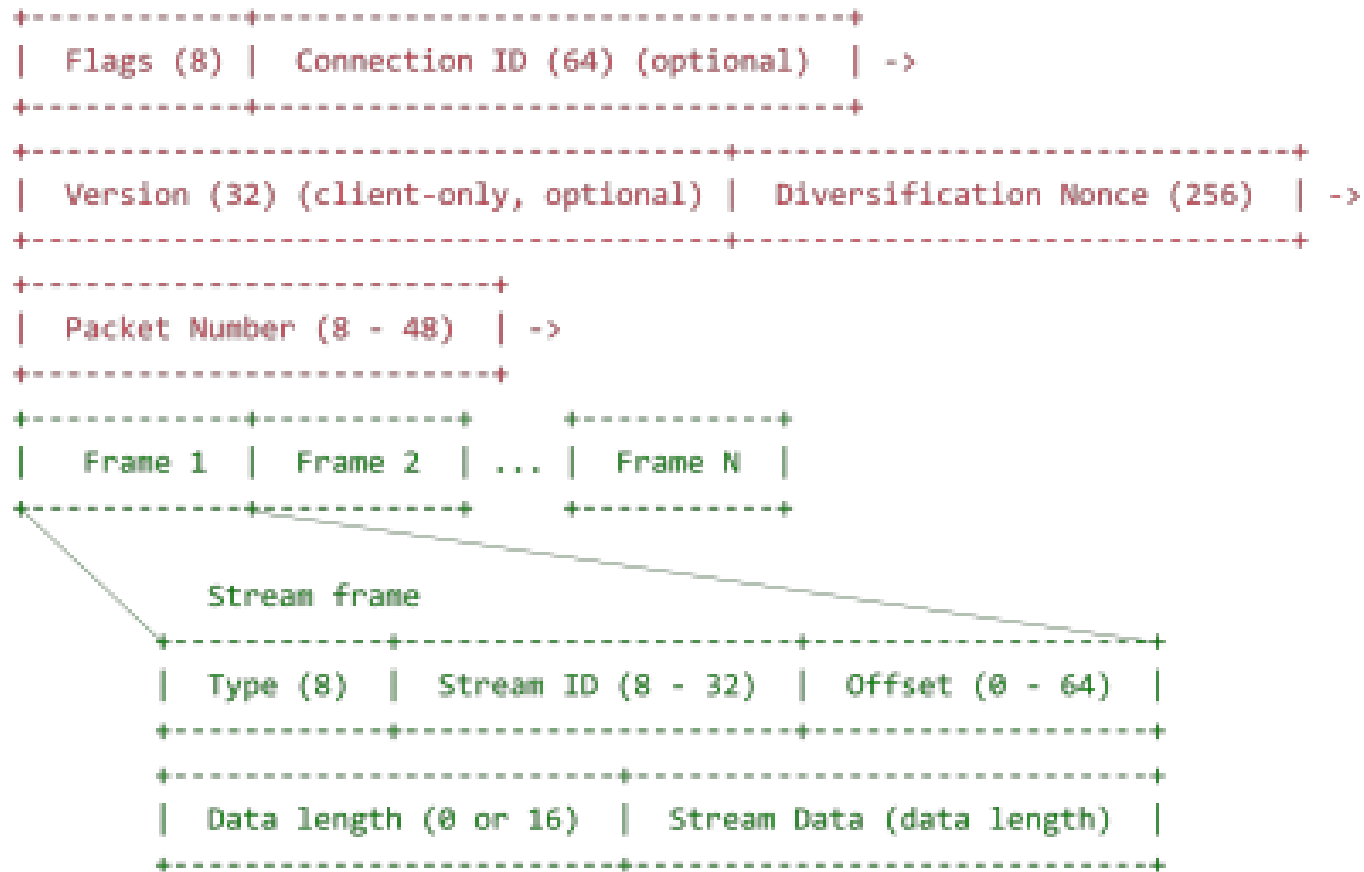 | Flags (8) | Connection ID (64) (optional) | ->
| Version (32) (client-only, optional) | Diversification Nonce (256) | ->
| Packet Number (8 - 48) | ->
| Frame 1 | Frame 2 | ... | Frame N |
Stream frame
| Type (8) | Stream ID (8 - 32) | Offset (0 - 64) |
| Data length (0 or 16) | Stream Data (data length) |